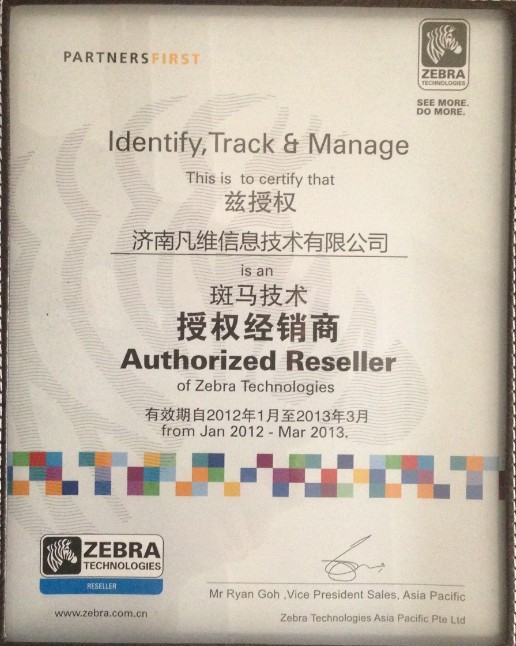 PARTNERSFIRST
ZEBRA
TECHNOLOGIES
SEE MORE.
DO MORE.
Identify, Track & Manage
This is to certify that
兹授权
济南凡维信息技术有限公司
is an
斑马技术
授权经销商
Authorized Reseller
of Zebra Technologies
有效期自2012年1月至2013年3月
from Jan 2012 - Mar 2013.
ZEBRA
TECHNOLOGIES
RESELLER
www.zebra.com.cn
Mr Ryan Goh ,Vice President Sales, Asia Pacific
Zebra Technologies Asia Pacific Pte Ltd